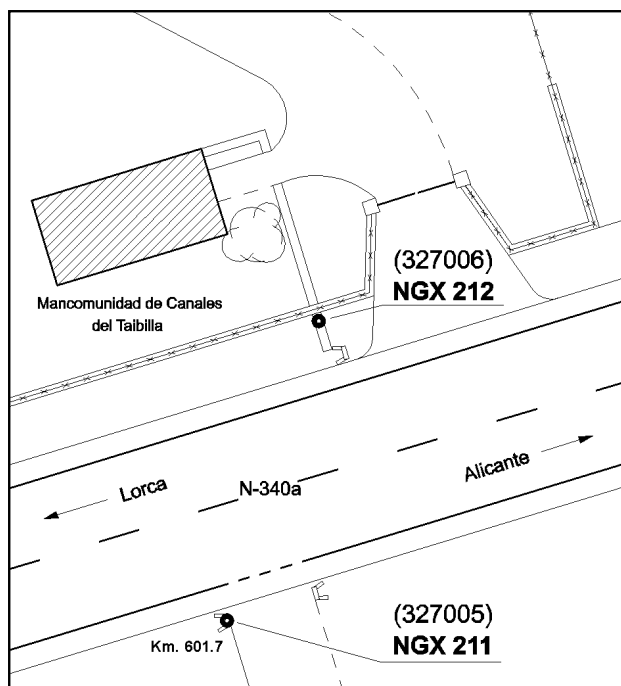 (327006)
NGX 212
Mancomunidad de Canales
del Taibilla
Alicante
Lorca
N-340a
(327005)
NGX 211
Km. 601.7